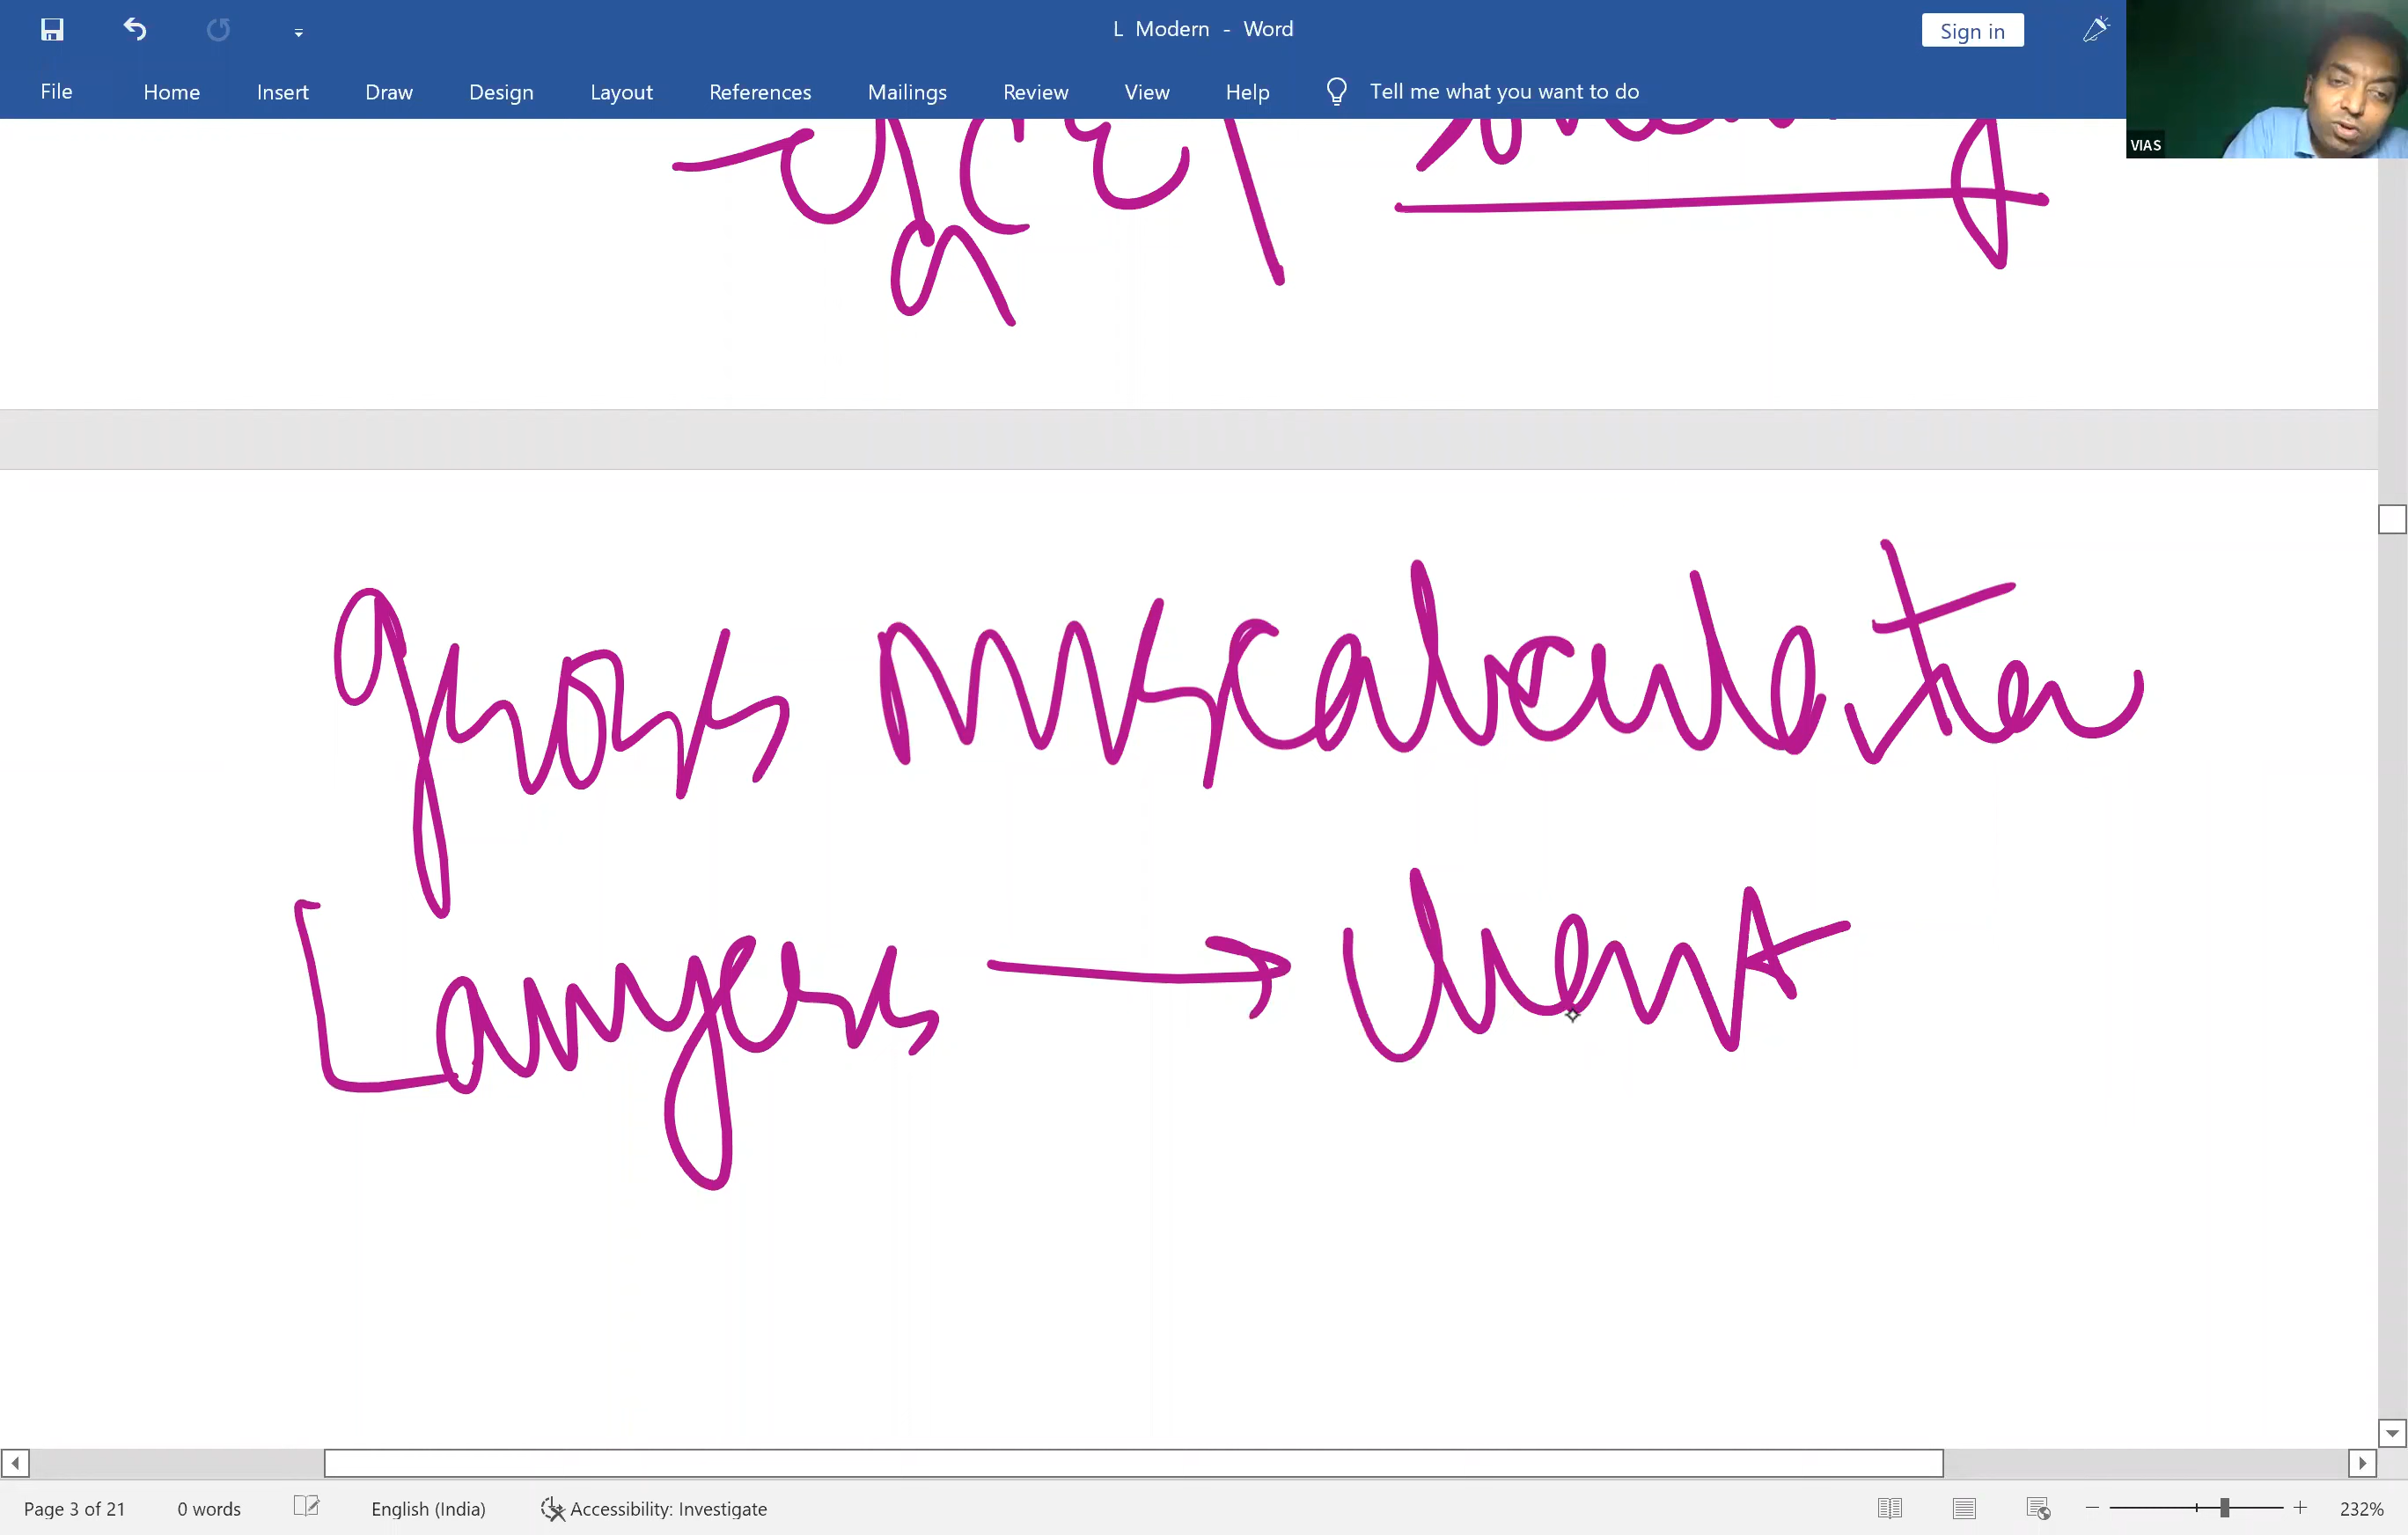 L Modern - Word
Sign in
File Home Insert Draw Design Layout References Mailings Review View Help Tell me what you want to do
VIAS
gross miscalculation
Lawyers → client
Page 3 of 21 0 words English (India) Accessibility: Investigate 232%